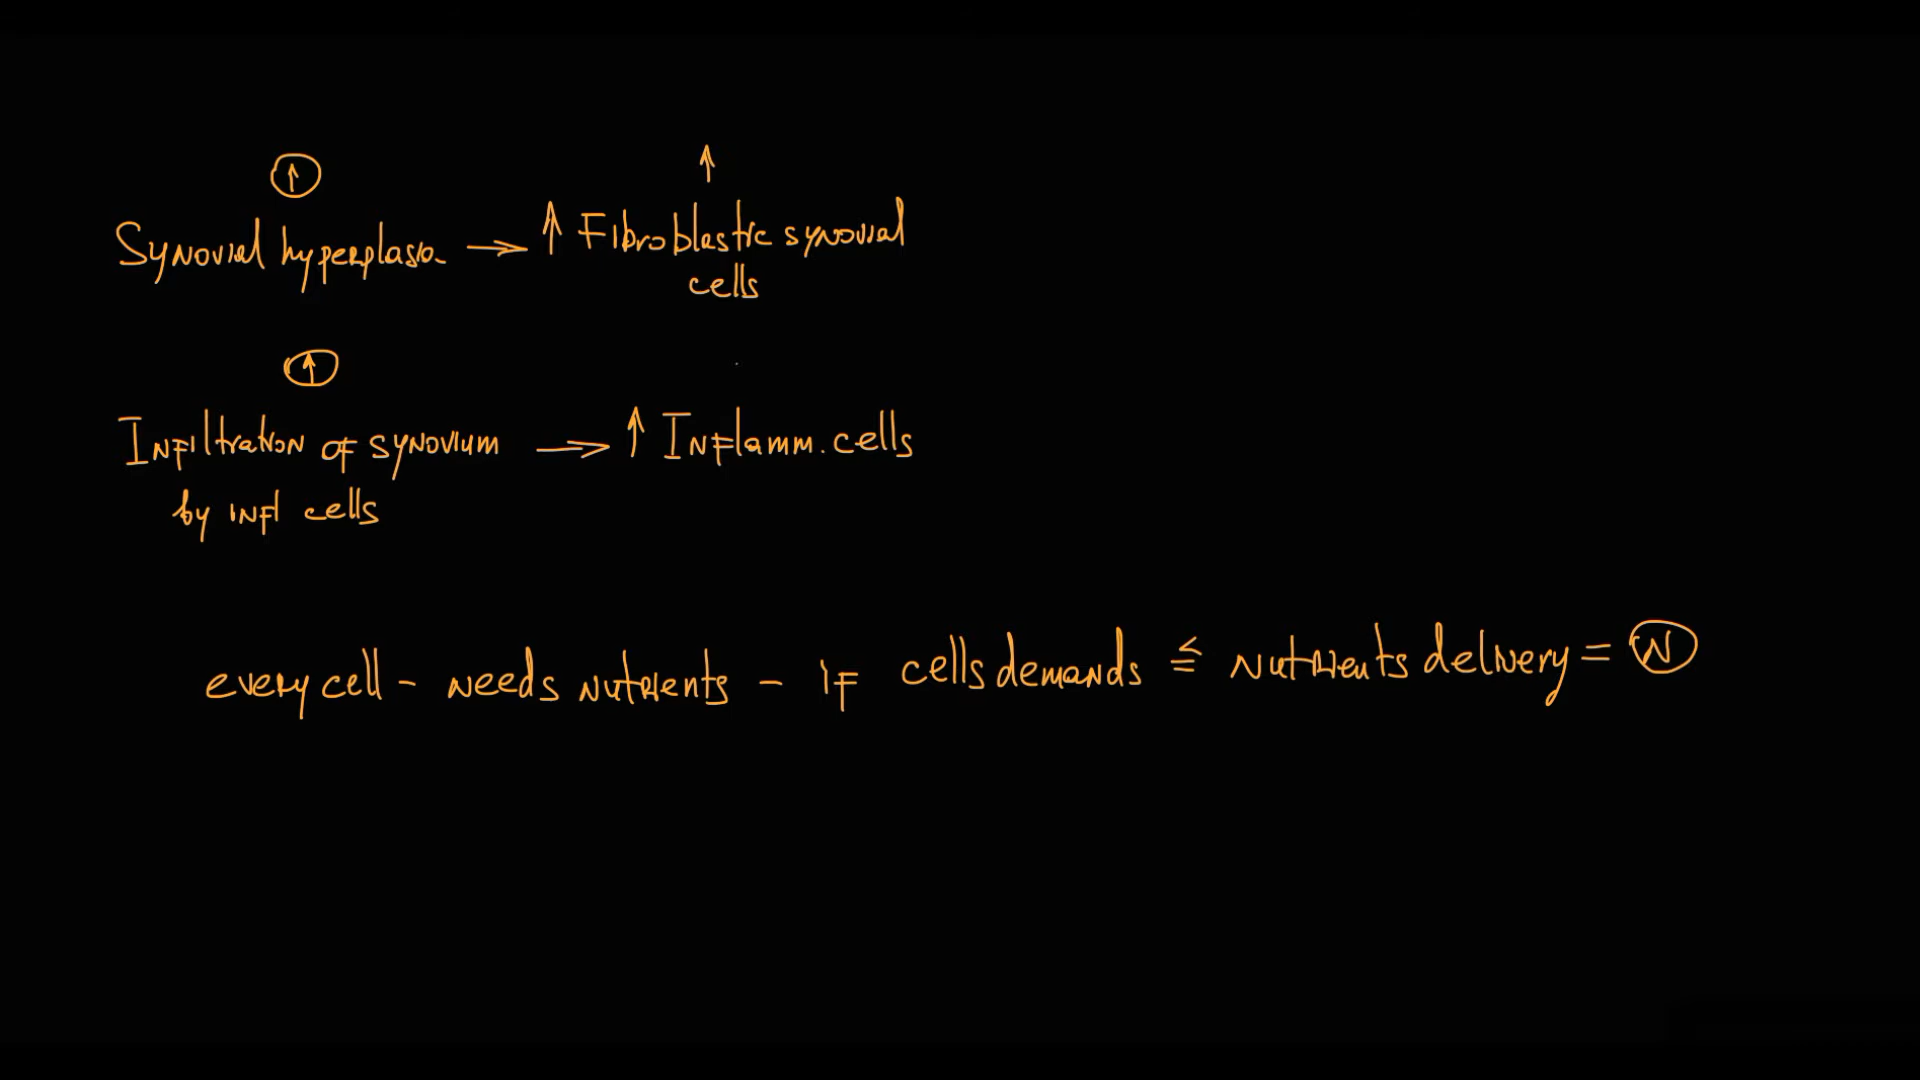 ↑ ↑
Synovial hyperplasia → ↑ Fibroblastic synovial
cells
↑
Infiltration of synovium → ↑ Inflamm. cells
by infl cells
every cell - needs nutrients - if cells demands ≤ nutrients delivery = N